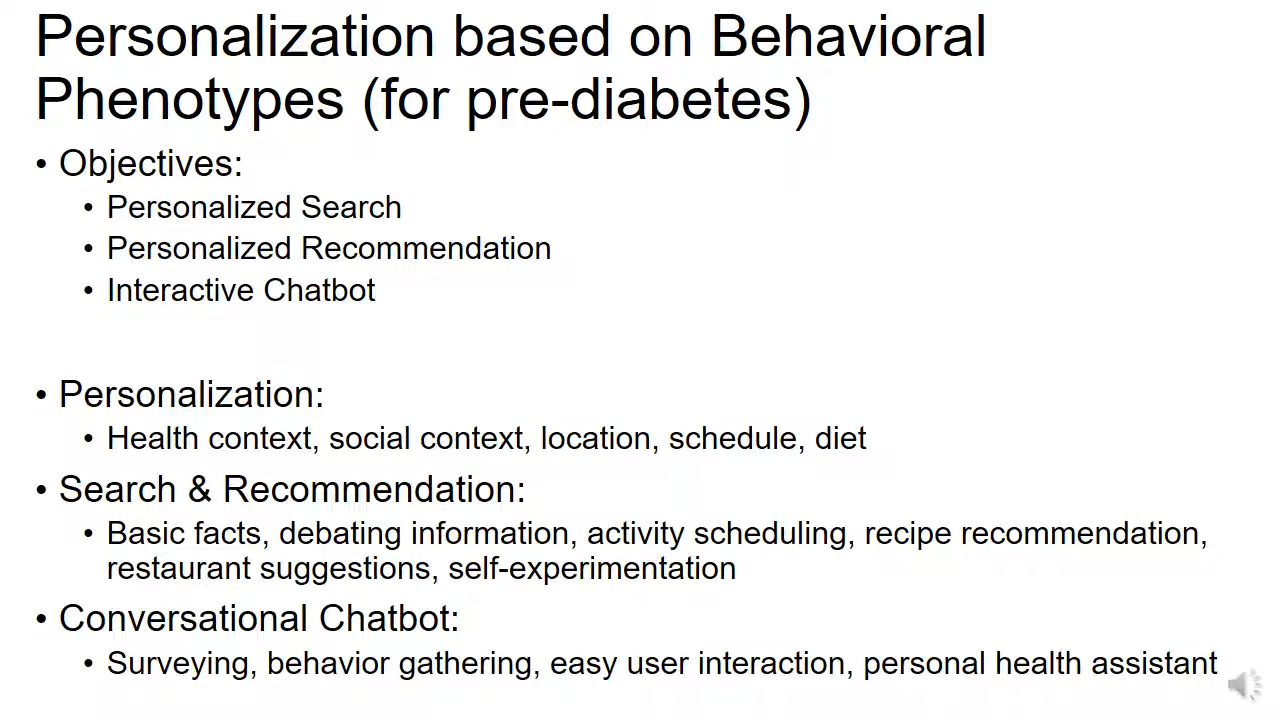 Personalization based on Behavioral
Phenotypes (for pre-diabetes)
• Objectives:
• Personalized Search
• Personalized Recommendation
• Interactive Chatbot
• Personalization:
• Health context, social context, location, schedule, diet
• Search & Recommendation:
• Basic facts, debating information, activity scheduling, recipe recommendation,
restaurant suggestions, self-experimentation
• Conversational Chatbot:
• Surveying, behavior gathering, easy user interaction, personal health assistant